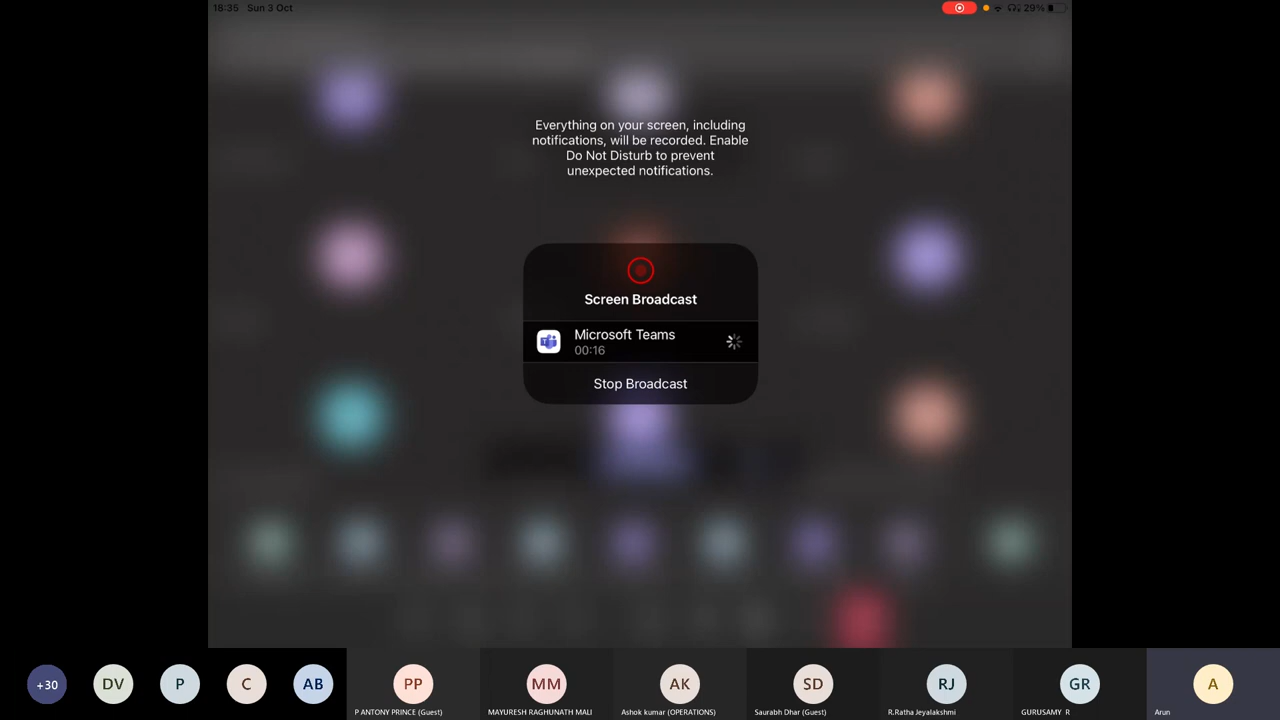 18:35 Sun 3 Oct
29%
Everything on your screen, including
notifications, will be recorded. Enable
Do Not Disturb to prevent
unexpected notifications.
Screen Broadcast
Microsoft Teams
00:16
Stop Broadcast
+30 DV P C AB PP MM AK SD RJ GR A
P ANTONY PRINCE (Guest) MAYURESH RAGHUNATH MALI Ashok kumar (OPERATIONS) Saurabh Dhar (Guest) R.Ratha Jeyalakshmi GURUSAMY R Arun